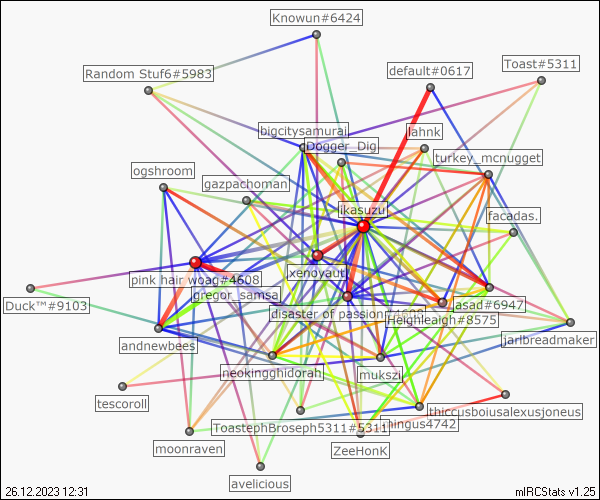 Knowun#6424
Random Stuf6#5983
default#0617
Toast#5311
bigcitysamurai
lahnk
Dogger_Dig
turkey_mcnugget
ogshroom
gazpachoman
ikasuzu
facadas.
xenoyaut
pink hair woag#4608
gregor_samsa
Duck™#9103
asad#6947
disaster of passion
Heighleaigh#8575
andnewbees
jarlbreadmaker
neokingghidorah
mukszi
tescoroll
thiccusboiusalexusjoneus
ToastephBroseph5311#5311
mingus4742
moonraven
ZeeHonK
avelicious
26.12.2023 12:31
mIRCStats v1.25